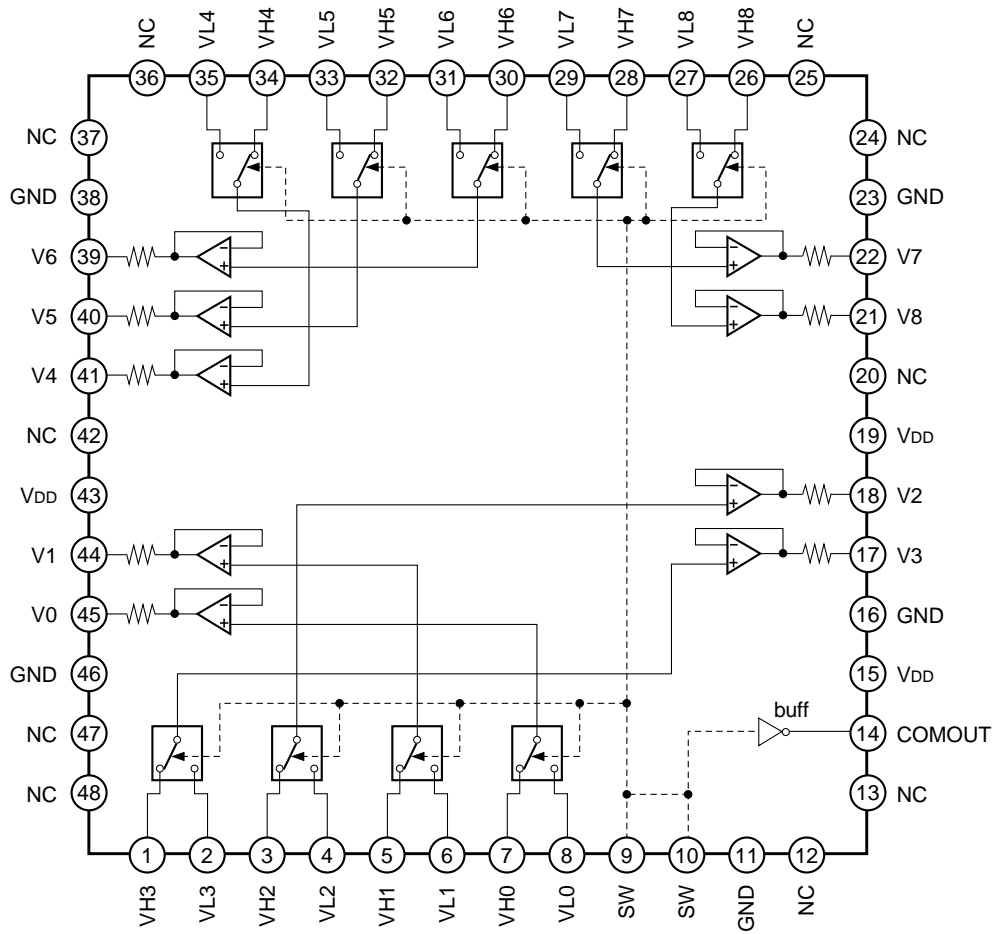 NC VL4 VH4 VL5 VH5 VL6 VH6 VL7 VH7 VL8 VH8 NC
36 35 34 33 32 31 30 29 28 27 26 25
NC 37 24 NC
GND 38 23 GND
V6 39 − + − + 22 V7
V5 40 − + − + 21 V8
V4 41 − + 20 NC
NC 42 19 VDD
VDD 43 − + 18 V2
V1 44 − + − + 17 V3
V0 45 − + 16 GND
GND 46 15 VDD
buff
NC 47 14 COMOUT
NC 48 13 NC
1 2 3 4 5 6 7 8 9 10 11 12
VH3 VL3 VH2 VL2 VH1 VL1 VH0 VL0 SW SW GND NC